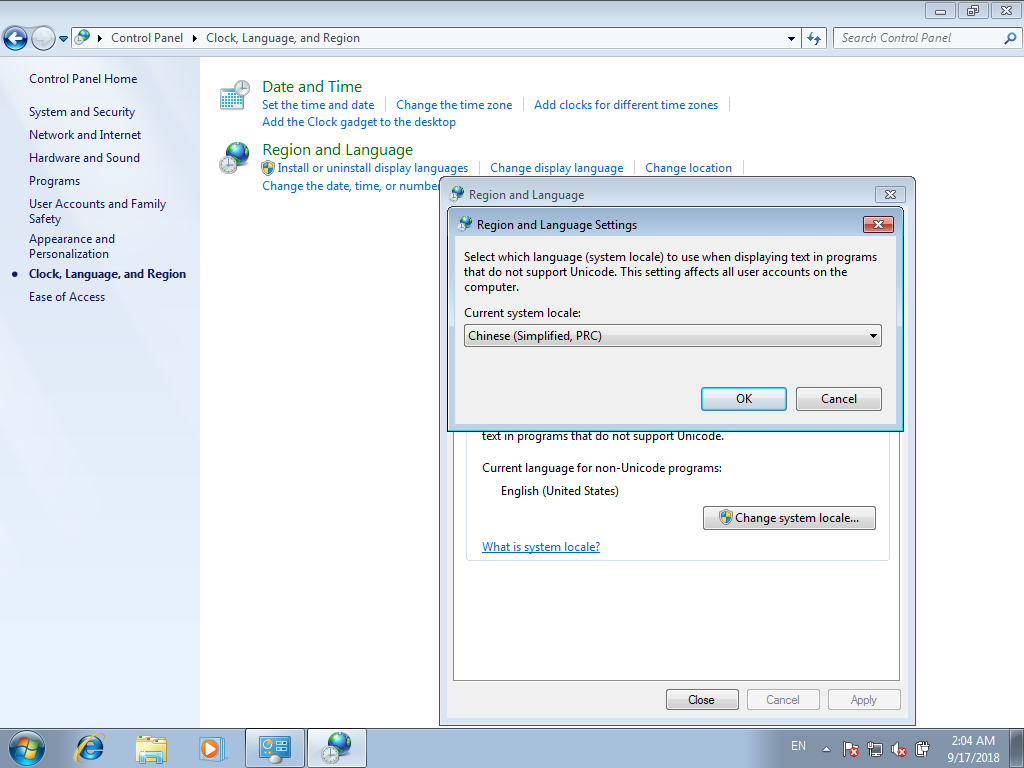 Control Panel
Clock, Language, and Region
Search Control Panel
Control Panel Home
System and Security
Network and Internet
Hardware and Sound
Programs
User Accounts and Family
Safety
Appearance and
Personalization
Clock, Language, and Region
Ease of Access
Date and Time
Set the time and date
Change the time zone
Add clocks for different time zones
Add the Clock gadget to the desktop
Region and Language
Install or uninstall display languages
Change display language
Change location
Change the date, time, or number
Region and Language
Region and Language Settings
Select which language (system locale) to use when displaying text in programs
that do not support Unicode. This setting affects all user accounts on the
computer.
Current system locale:
Chinese (Simplified, PRC)
OK
Cancel
text in programs that do not support Unicode.
Current language for non-Unicode programs:
English (United States)
Change system locale...
What is system locale?
Close
Cancel
Apply
EN
2:04 AM
9/17/2018